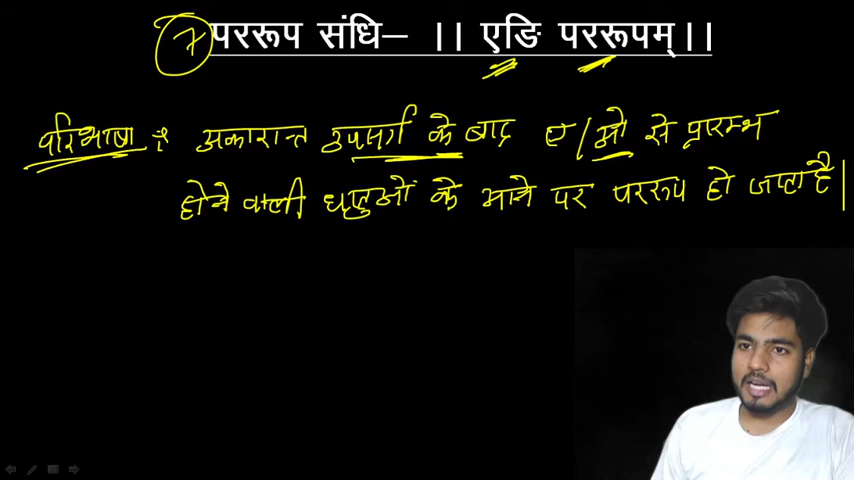 7 पररूप संधि– ।। एङि पररूपम्।।
परिभाषा : अकारान्त उपसर्ग के बाद ए/ओ से प्रारम्भ
होने वाली धातुओं के आने पर पररूप हो जाता है|